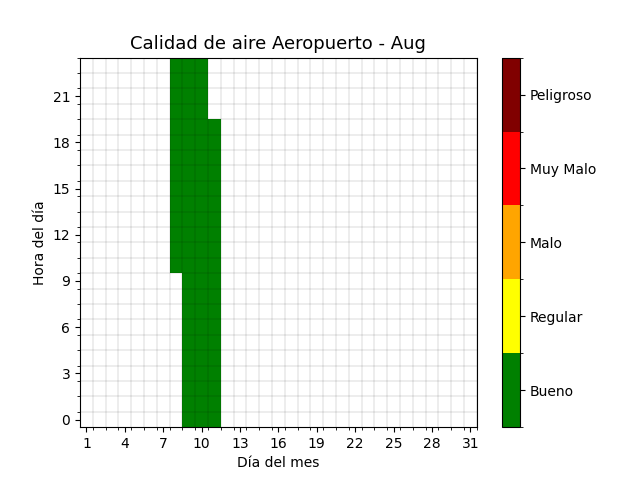 Calidad de aire Aeropuerto - Aug
21
18
15
12
9
6
3
0
Hora del día
1 4 7 10 13 16 19 22 25 28 31
Día del mes
Peligroso
Muy Malo
Malo
Regular
Bueno